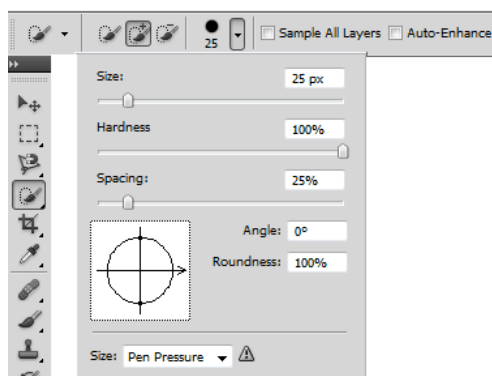 25
Sample All Layers
Auto-Enhance
Size: 25 px
Hardness 100%
Spacing: 25%
Angle: 0º
Roundness: 100%
Size: Pen Pressure